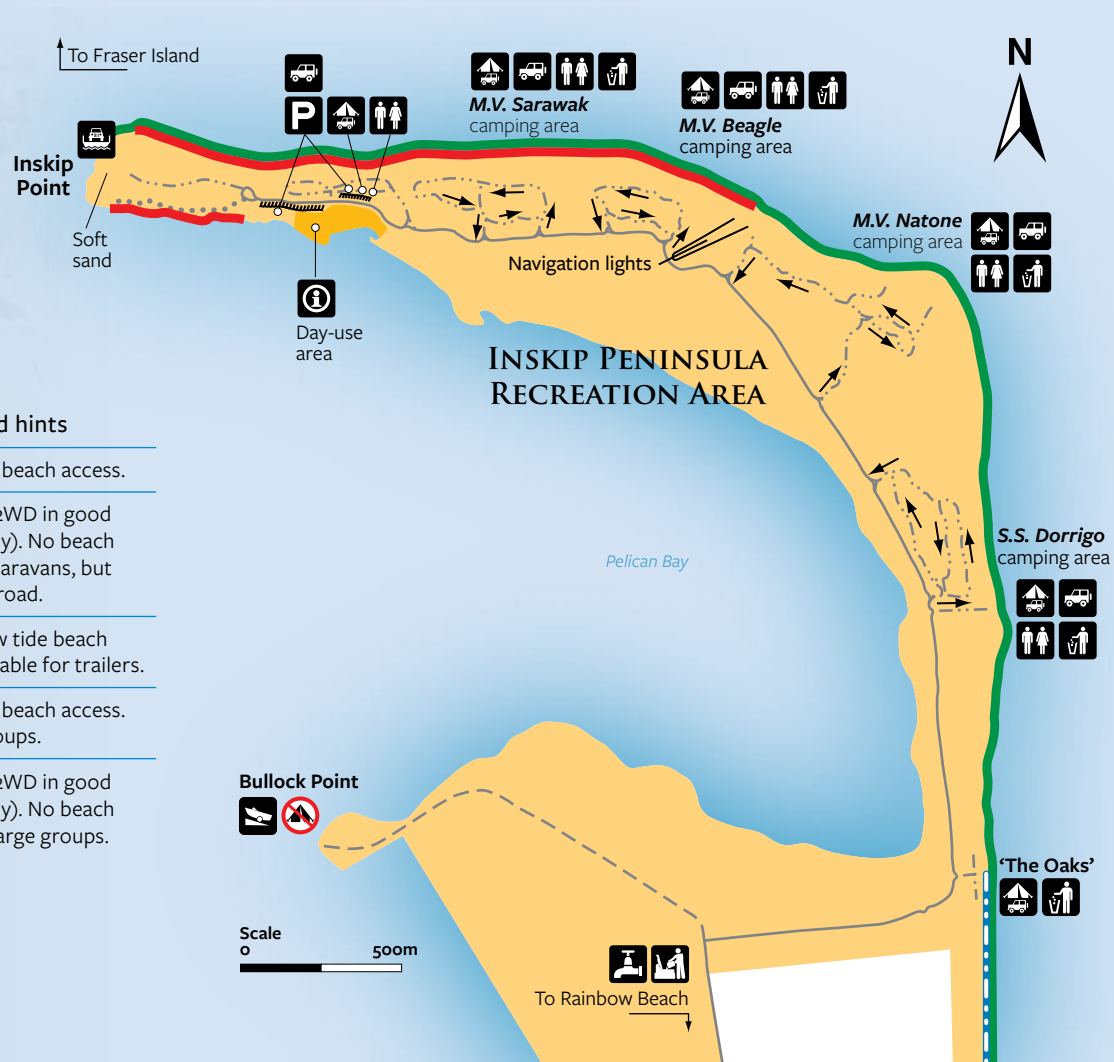 To Fraser Island
N
M.V. Sarawak
camping area
P
M.V. Beagle
camping area
Inskip
Point
M.V. Natone
camping area
Soft
sand
Navigation lights
Day-use
area
INSKIP PENINSULA
RECREATION AREA
d hints
beach access.
2WD in good
y). No beach
aravans, but
road.
w tide beach
able for trailers.
beach access.
oups.
2WD in good
y). No beach
arge groups.
Pelican Bay
S.S. Dorrigo
camping area
Bullock Point
'The Oaks'
Scale
0 500m
To Rainbow Beach